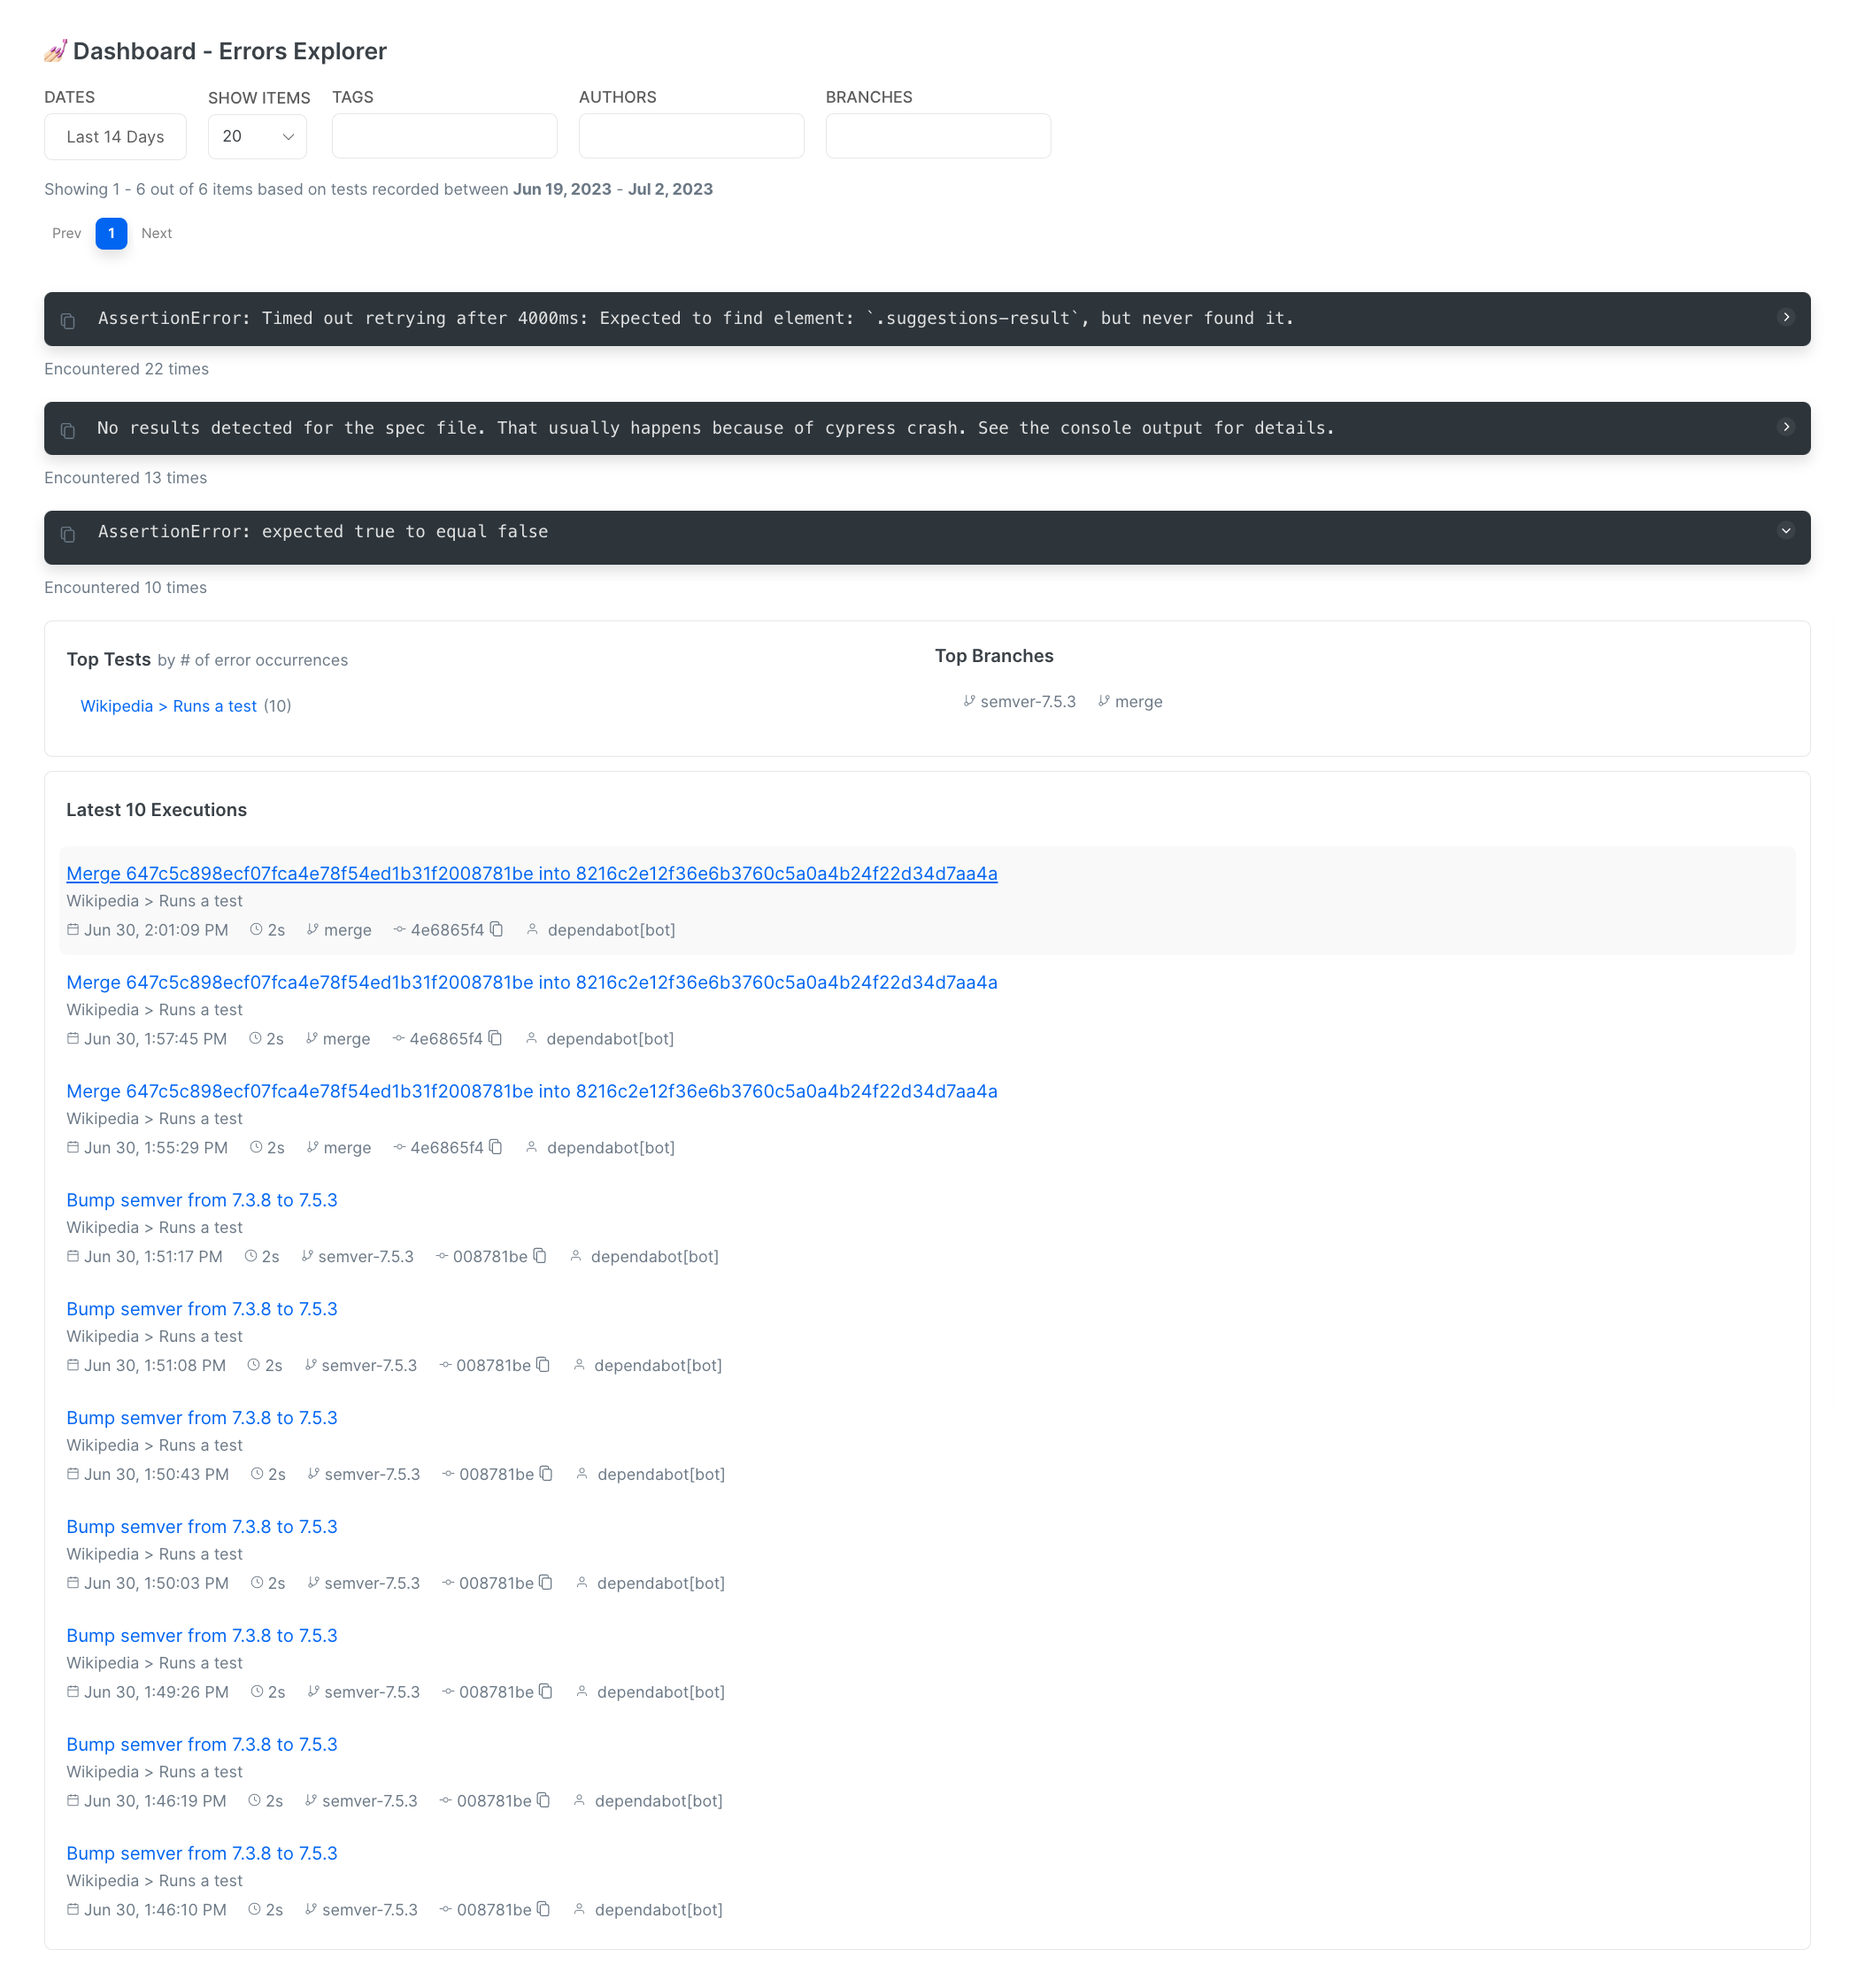 💅 Dashboard - Errors Explorer
DATES SHOW ITEMS TAGS AUTHORS BRANCHES
Last 14 Days 20
Showing 1 - 6 out of 6 items based on tests recorded between Jun 19, 2023 - Jul 2, 2023
Prev 1 Next
AssertionError: Timed out retrying after 4000ms: Expected to find element: `.suggestions-result`, but never found it.
Encountered 22 times
No results detected for the spec file. That usually happens because of cypress crash. See the console output for details.
Encountered 13 times
AssertionError: expected true to equal false
Encountered 10 times
Top Tests by # of error occurrences
Wikipedia > Runs a test (10)
Top Branches
semver-7.5.3 merge
Latest 10 Executions
Merge 647c5c898ecf07fca4e78f54ed1b31f2008781be into 8216c2e12f36e6b3760c5a0a4b24f22d34d7aa4a
Wikipedia > Runs a test
Jun 30, 2:01:09 PM 2s merge 4e6865f4 dependabot[bot]
Merge 647c5c898ecf07fca4e78f54ed1b31f2008781be into 8216c2e12f36e6b3760c5a0a4b24f22d34d7aa4a
Wikipedia > Runs a test
Jun 30, 1:57:45 PM 2s merge 4e6865f4 dependabot[bot]
Merge 647c5c898ecf07fca4e78f54ed1b31f2008781be into 8216c2e12f36e6b3760c5a0a4b24f22d34d7aa4a
Wikipedia > Runs a test
Jun 30, 1:55:29 PM 2s merge 4e6865f4 dependabot[bot]
Bump semver from 7.3.8 to 7.5.3
Wikipedia > Runs a test
Jun 30, 1:51:17 PM 2s semver-7.5.3 008781be dependabot[bot]
Bump semver from 7.3.8 to 7.5.3
Wikipedia > Runs a test
Jun 30, 1:51:08 PM 2s semver-7.5.3 008781be dependabot[bot]
Bump semver from 7.3.8 to 7.5.3
Wikipedia > Runs a test
Jun 30, 1:50:43 PM 2s semver-7.5.3 008781be dependabot[bot]
Bump semver from 7.3.8 to 7.5.3
Wikipedia > Runs a test
Jun 30, 1:50:03 PM 2s semver-7.5.3 008781be dependabot[bot]
Bump semver from 7.3.8 to 7.5.3
Wikipedia > Runs a test
Jun 30, 1:49:26 PM 2s semver-7.5.3 008781be dependabot[bot]
Bump semver from 7.3.8 to 7.5.3
Wikipedia > Runs a test
Jun 30, 1:46:19 PM 2s semver-7.5.3 008781be dependabot[bot]
Bump semver from 7.3.8 to 7.5.3
Wikipedia > Runs a test
Jun 30, 1:46:10 PM 2s semver-7.5.3 008781be dependabot[bot]